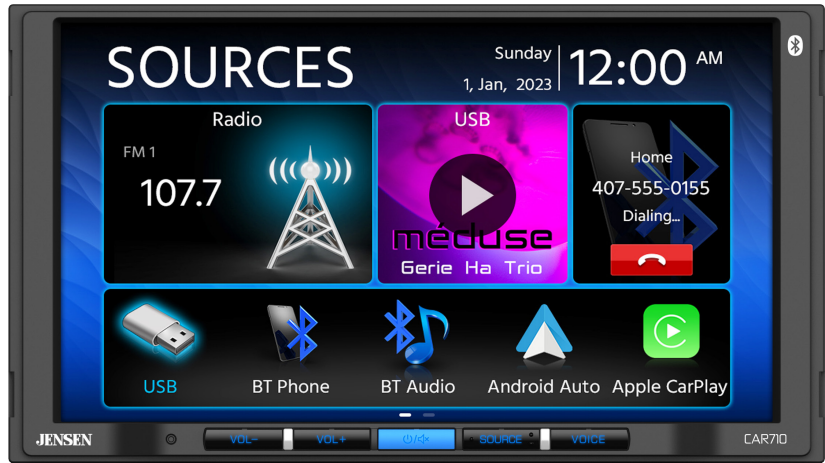 SOURCES
Sunday
1, Jan, 2023
12:00 AM
Radio
FM 1
107.7
USB
méduse
Gerie Ha Trio
Home
407-555-0155
Dialing...
USB
BT Phone
BT Audio
Android Auto
Apple CarPlay
JENSEN
VOL-
VOL+
SOURCE
VOICE
CAR710